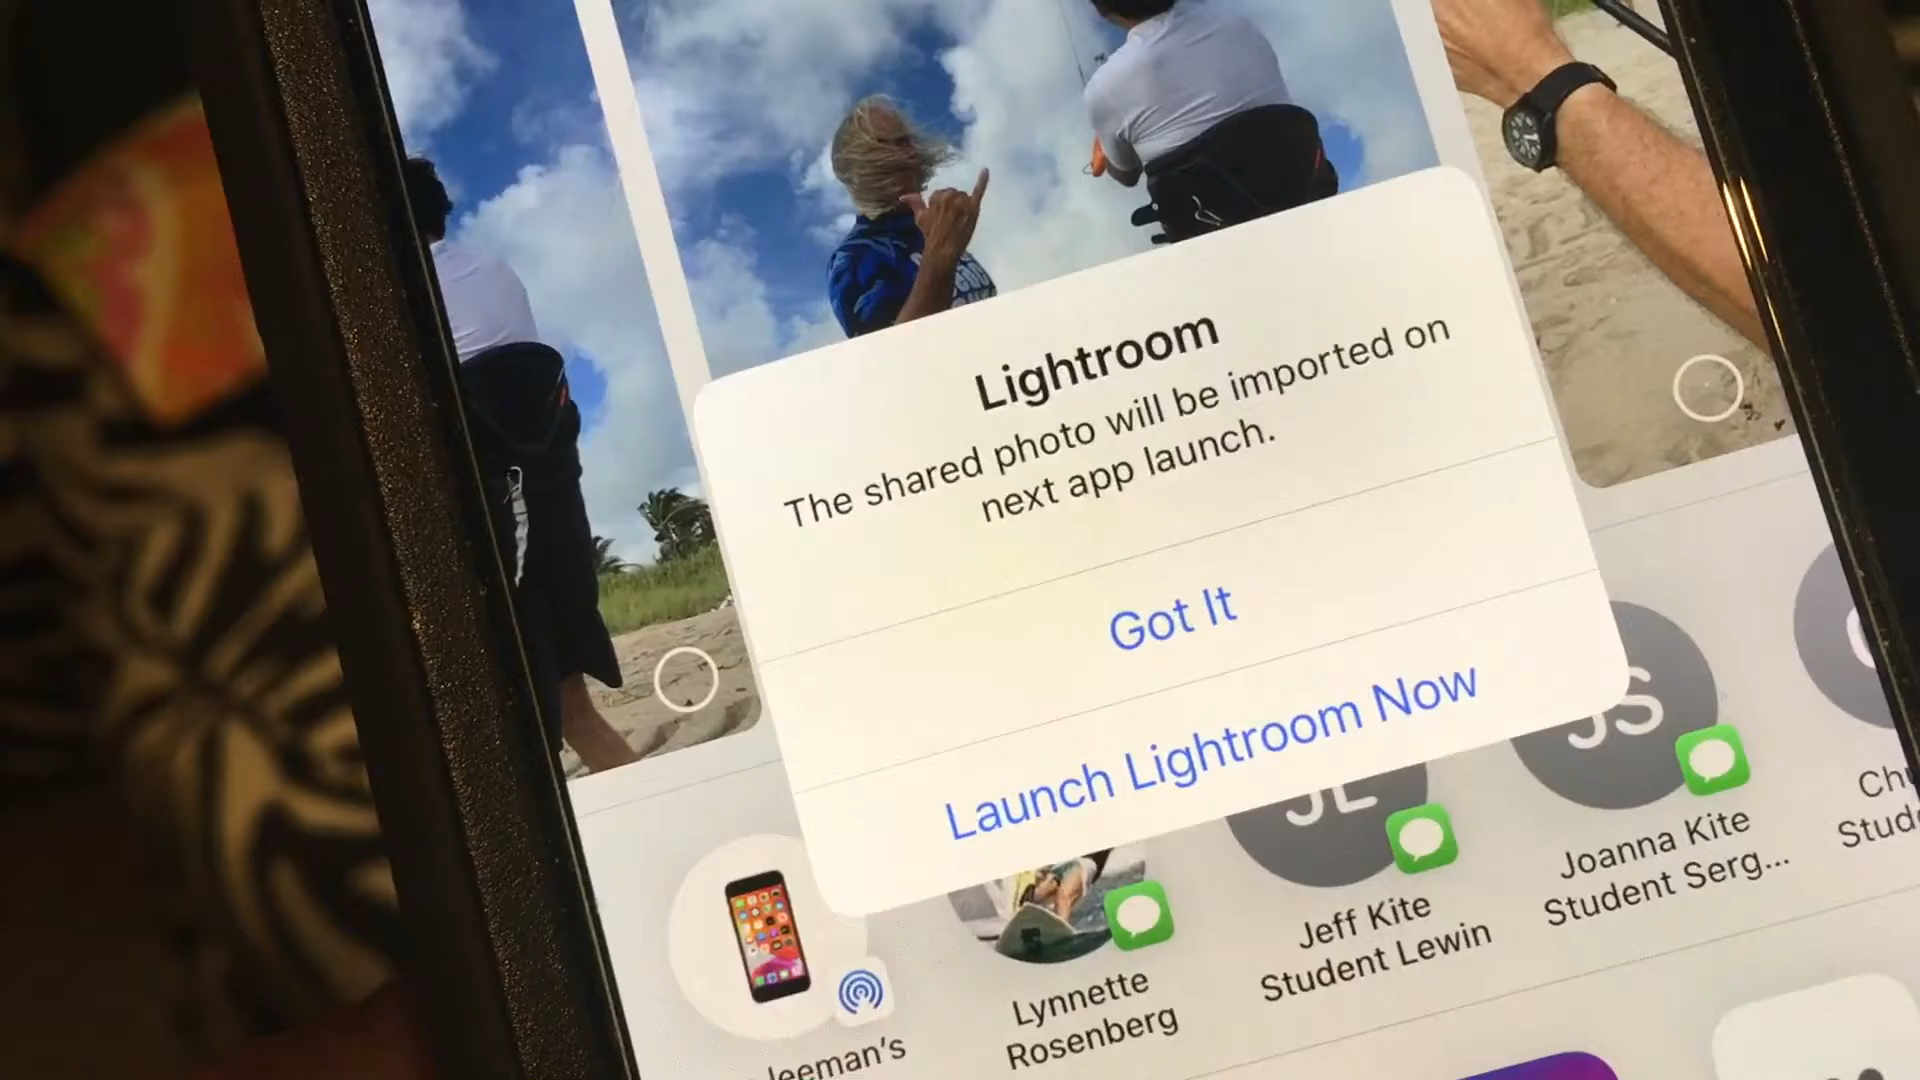 Lightroom
The shared photo will be imported on
next app launch.
Got It
Launch Lightroom Now
JL
JS
leeman's
Lynnette
Rosenberg
Jeff Kite
Student Lewin
Joanna Kite
Student Serg...